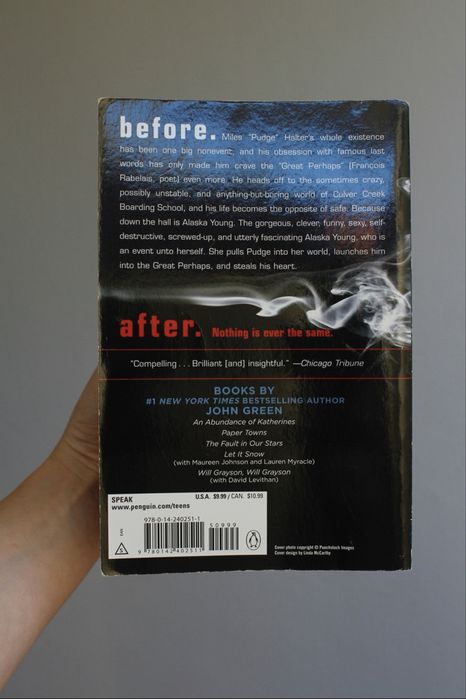 before. Miles "Pudge" Halter's whole existence
has been one big nonevent, and his obsession with famous last
words has only made him crave the "Great Perhaps" [François
Rabelais, poet] even more. He heads off to the sometimes crazy,
possibly unstable, and anything-but-boring world of Culver Creek
Boarding School, and his life becomes the opposite of safe. Because
down the hall is Alaska Young. The gorgeous, clever, funny, sexy, self-
destructive, screwed-up, and utterly fascinating Alaska Young, who is
an event unto herself. She pulls Pudge into her world, launches him
into the Great Perhaps, and steals his heart.
after. Nothing is ever the same.
"Compelling . . . Brilliant [and] insightful." —Chicago Tribune
BOOKS BY
#1 NEW YORK TIMES BESTSELLING AUTHOR
JOHN GREEN
An Abundance of Katherines
Paper Towns
The Fault in Our Stars
Let It Snow
(with Maureen Johnson and Lauren Myracle)
Will Grayson, Will Grayson
(with David Levithan)
SPEAK
www.penguin.com/teens
U.S.A. $9.99 / CAN. $10.99
978-0-14-240251-1
50999
9 780142 402511
Cover photo copyright © Punchstock Images
Cover design by Linda McCarthy